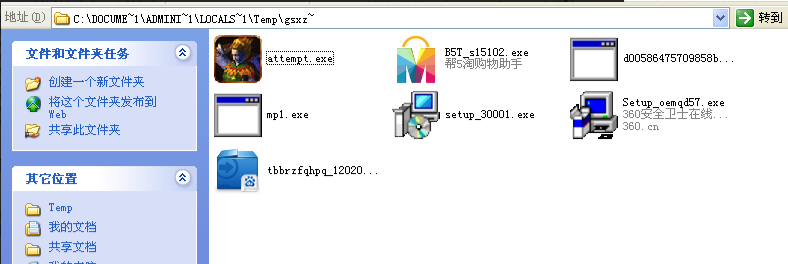 地址(D)
C:\DOCUME~1\ADMINI~1\LOCALS~1\Temp\gsxz~
转到
文件和文件夹任务
创建一个新文件夹
将这个文件夹发布到
Web
共享此文件夹
其它位置
Temp
我的文档
共享文档
attempt.exe
B5T_s15102.exe
帮5淘购物助手
d00586475709858b...
mp1.exe
setup_30001.exe
Setup_oemqd57.exe
360安全卫士在线...
360.cn
tbbrzfqhpq_12020...